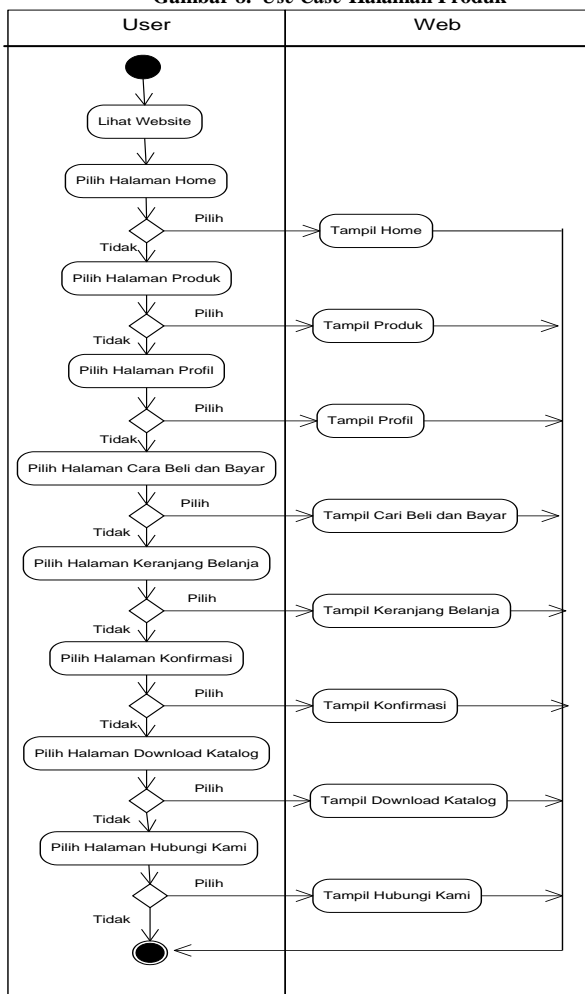 Gambar 8. Use Case Halaman Produk
User
Web
Lihat Website
Pilih Halaman Home
Pilih
Tampil Home
Tidak
Pilih Halaman Produk
Pilih
Tampil Produk
Tidak
Pilih Halaman Profil
Pilih
Tampil Profil
Tidak
Pilih Halaman Cara Beli dan Bayar
Pilih
Tampil Cari Beli dan Bayar
Tidak
Pilih Halaman Keranjang Belanja
Pilih
Tampil Keranjang Belanja
Tidak
Pilih Halaman Konfirmasi
Pilih
Tampil Konfirmasi
Tidak
Pilih Halaman Download Katalog
Pilih
Tampil Download Katalog
Tidak
Pilih Halaman Hubungi Kami
Pilih
Tampil Hubungi Kami
Tidak